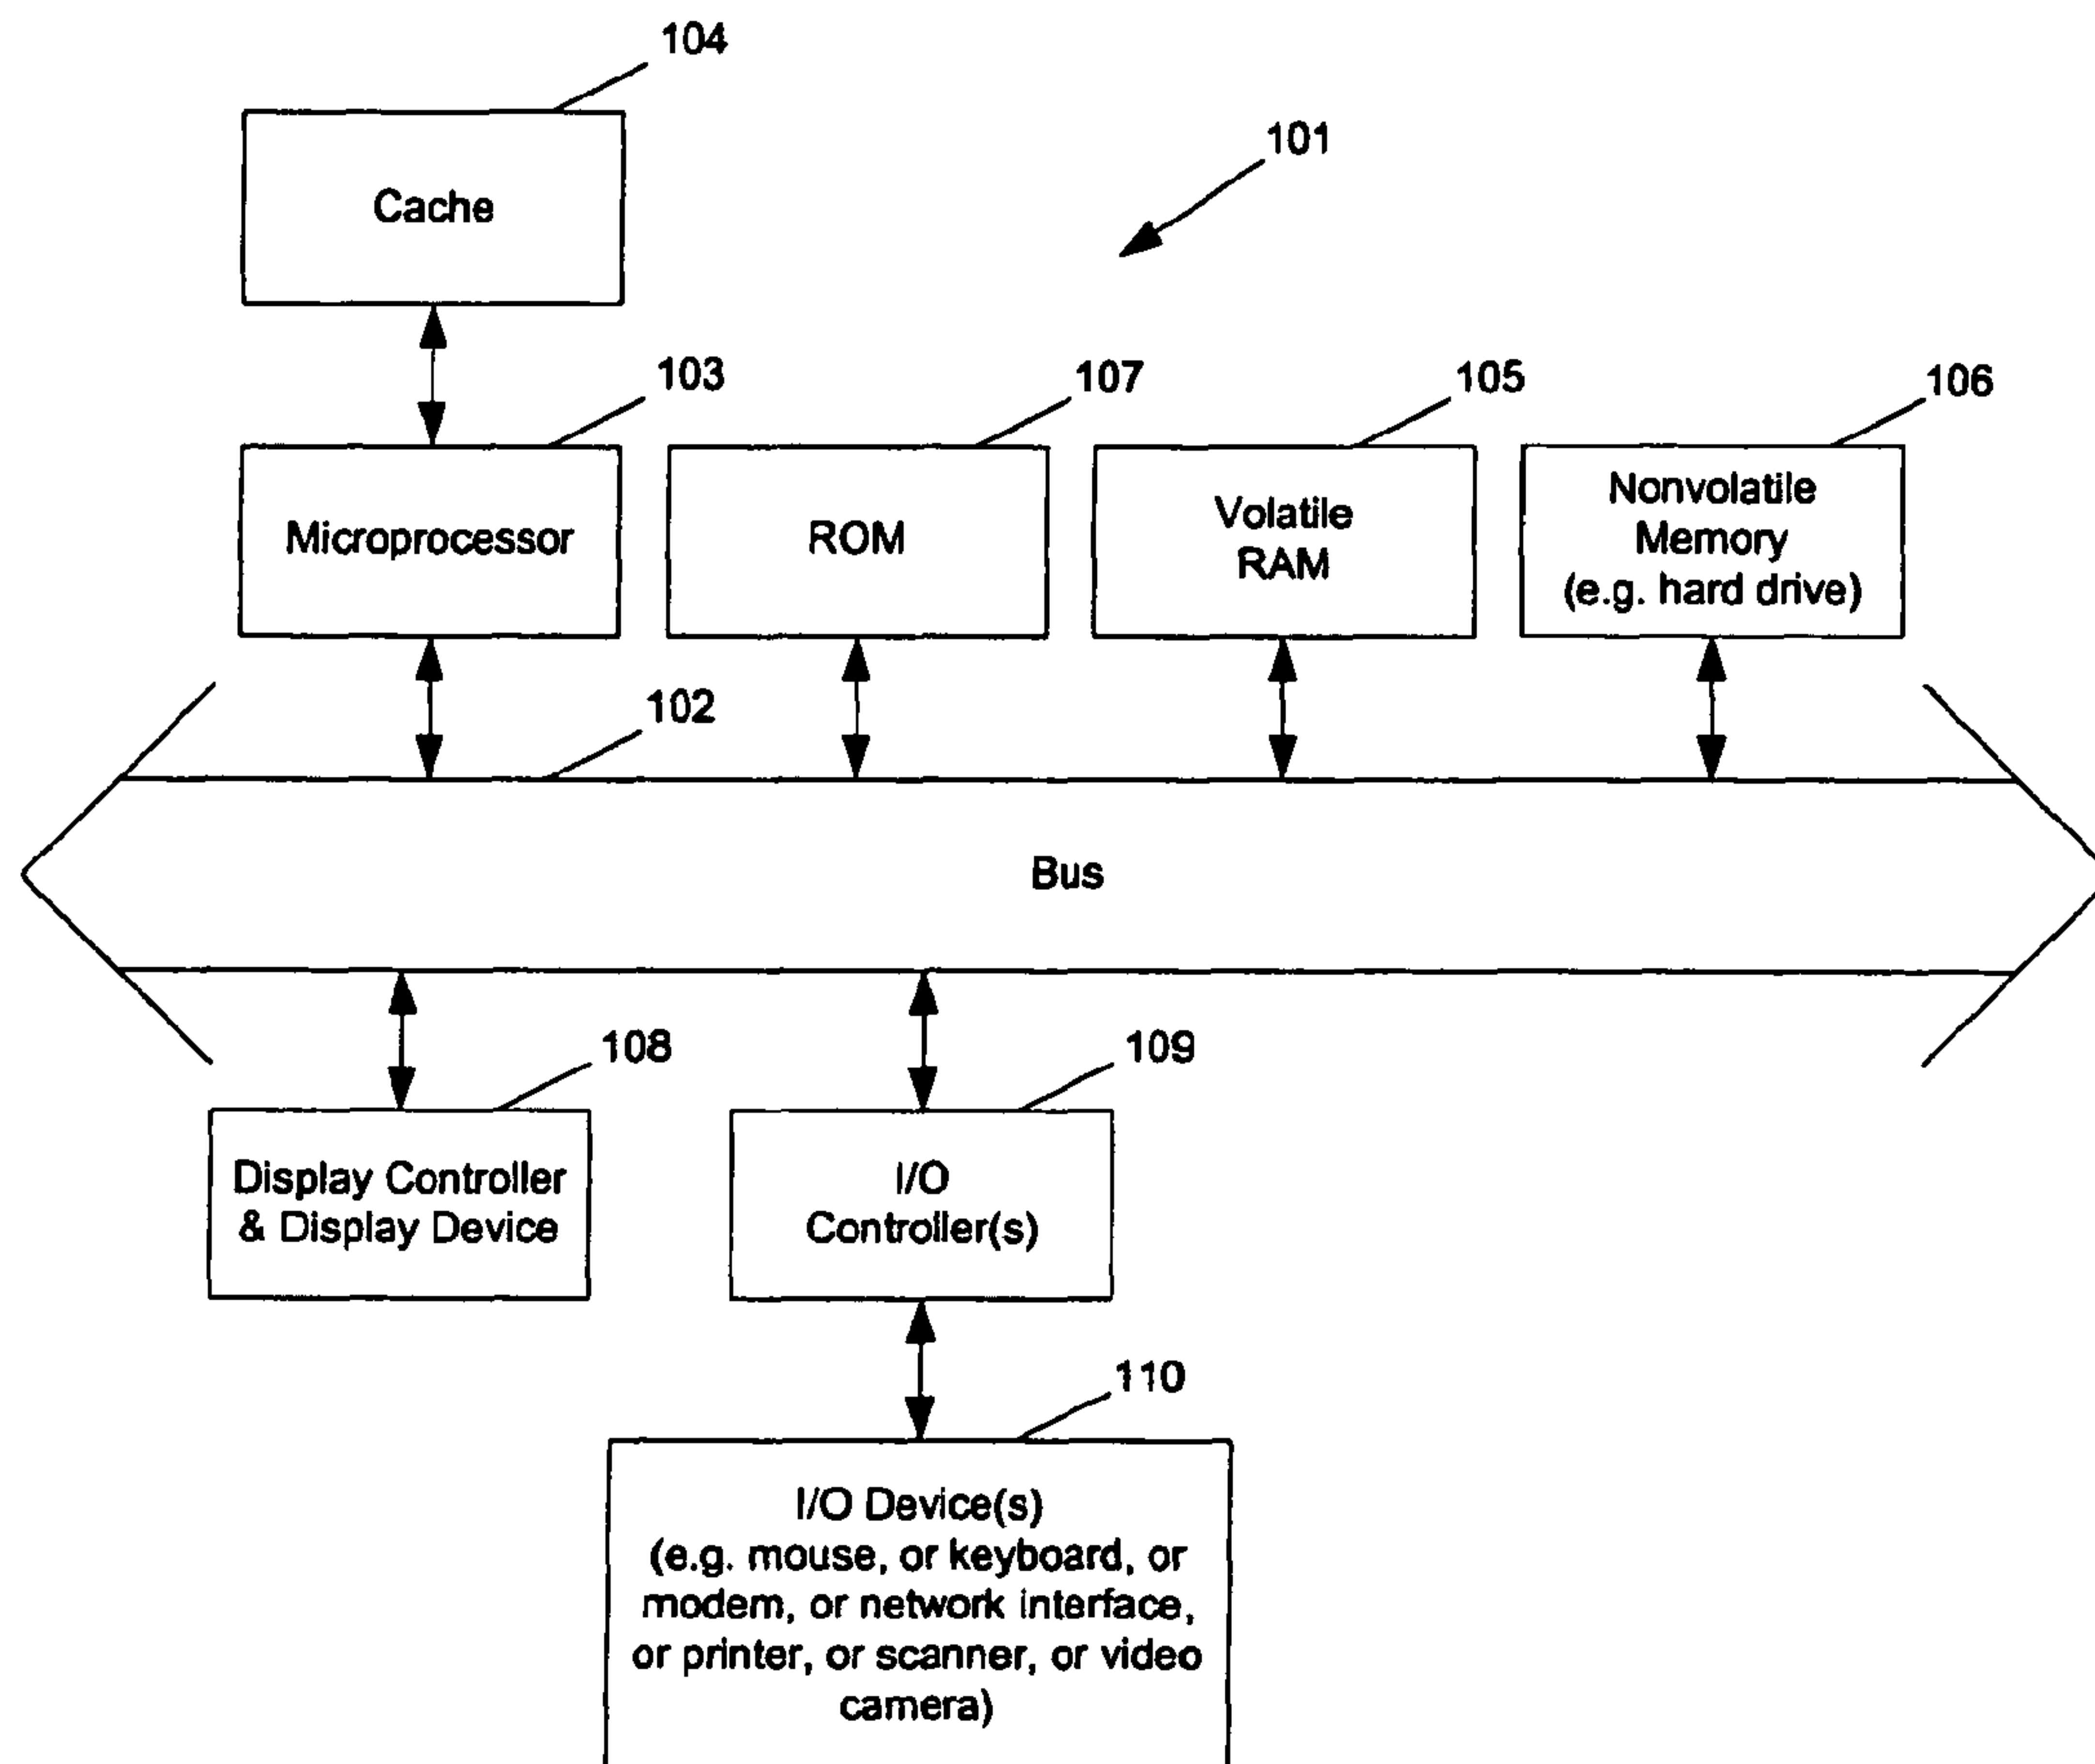 104
Cache
101
103
107
105
106
Microprocessor
ROM
Volatile
RAM
Nonvolatile
Memory
(e.g. hard drive)
102
Bus
108
109
Display Controller
& Display Device
I/O
Controller(s)
110
I/O Device(s)
(e.g. mouse, or keyboard, or
modem, or network interface,
or printer, or scanner, or video
camera)